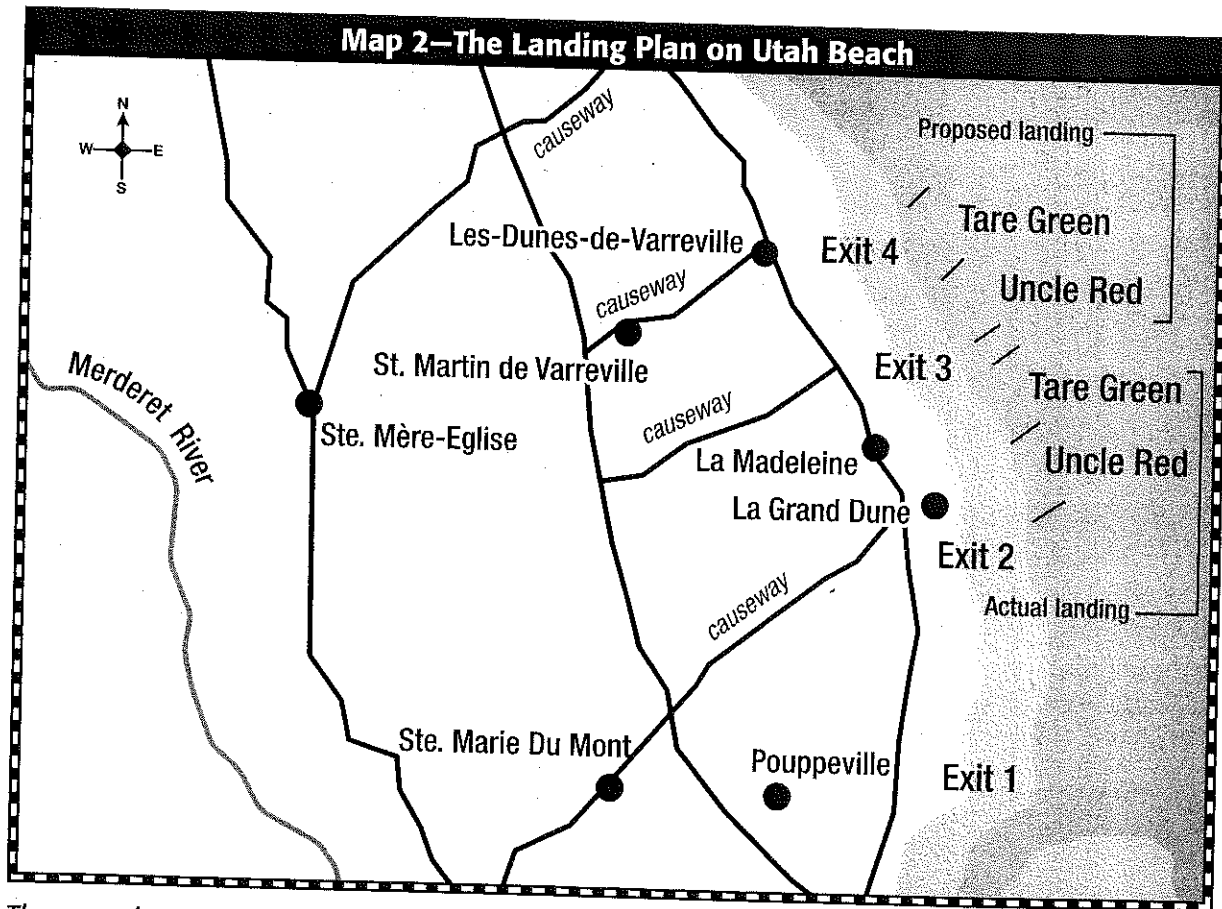 Map 2—The Landing Plan on Utah Beach
N
W E
S
causeway
Proposed landing
Tare Green
Les-Dunes-de-Varreville
Exit 4
causeway
Uncle Red
St. Martin de Varreville
Exit 3
Tare Green
Merderet River
Ste. Mère-Eglise
causeway
La Madeleine
Uncle Red
La Grand Dune
Exit 2
causeway
Actual landing
Ste. Marie Du Mont
Pouppeville
Exit 1